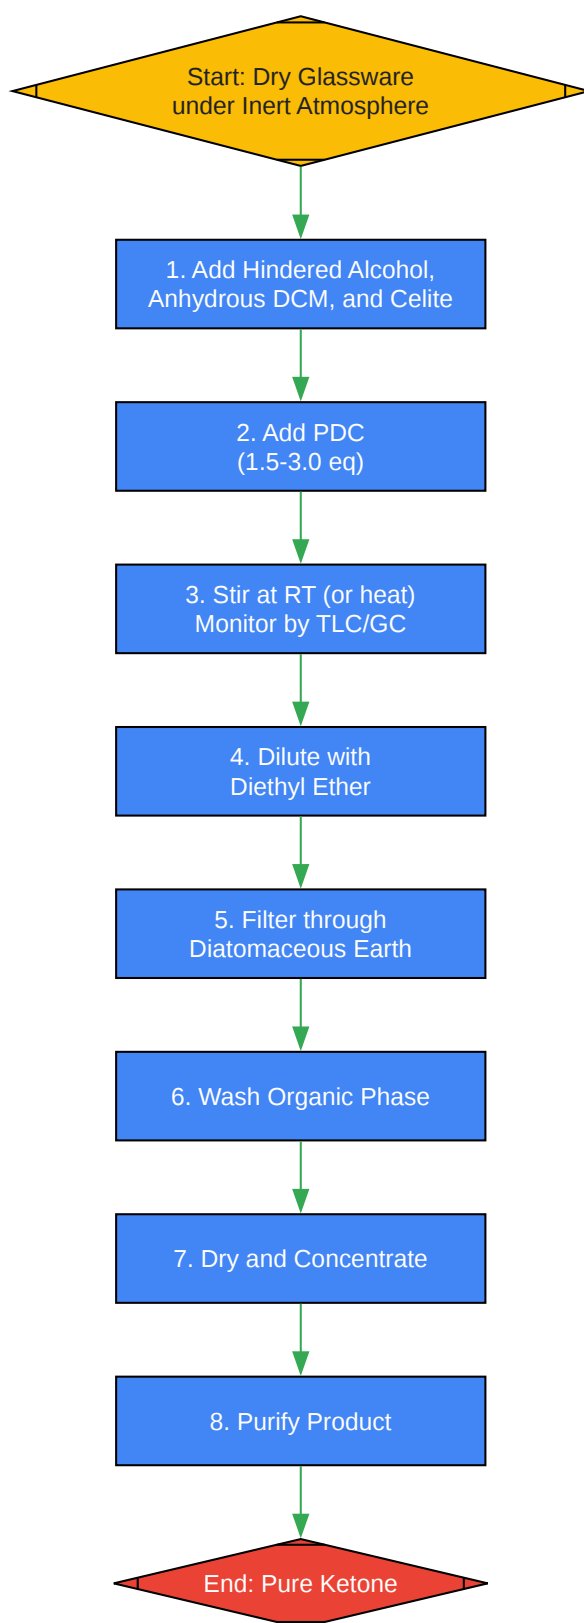 Start: Dry Glassware
under Inert Atmosphere
1. Add Hindered Alcohol,
Anhydrous DCM, and Celite
2. Add PDC
(1.5-3.0 eq)
3. Stir at RT (or heat)
Monitor by TLC/GC
4. Dilute with
Diethyl Ether
5. Filter through
Diatomaceous Earth
6. Wash Organic Phase
7. Dry and Concentrate
8. Purify Product
End: Pure Ketone